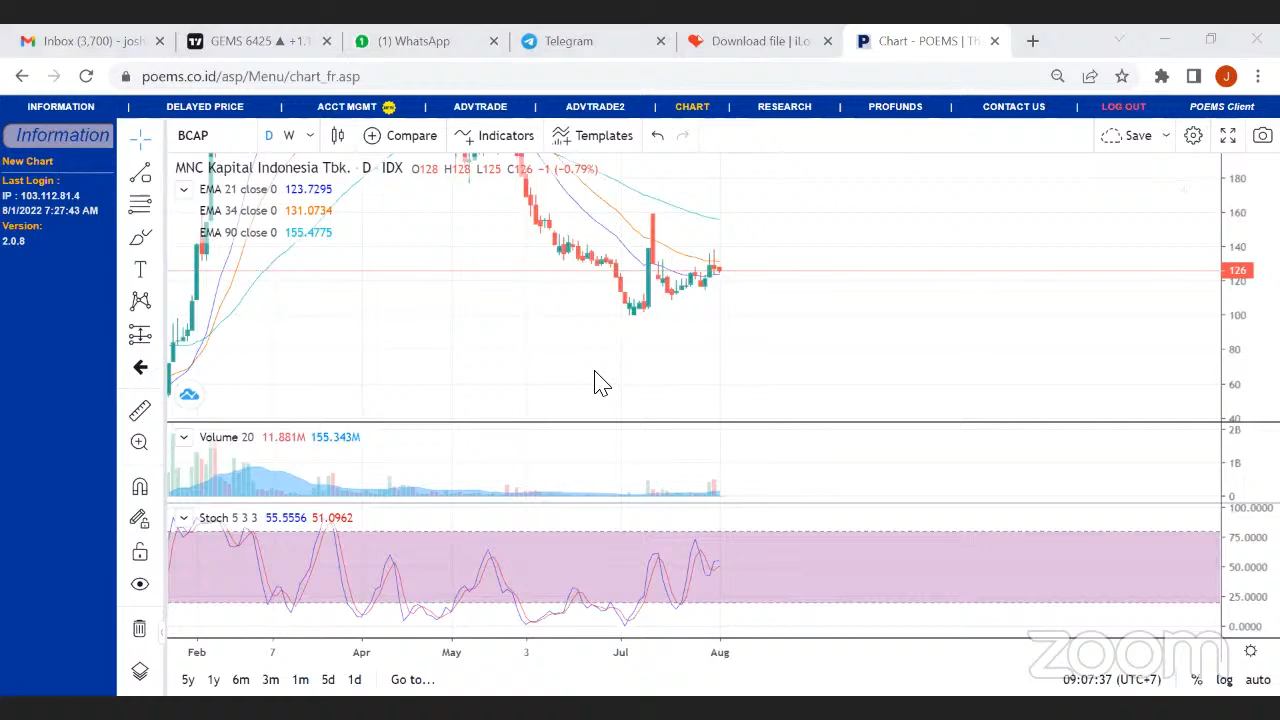 Inbox (3,700) - josh
GEMS 6425 ▲ +1.1
(1) WhatsApp
Telegram
Download file | iLo
Chart - POEMS | Th
poems.co.id/asp/Menu/chart_fr.asp
J
INFORMATION | DELAYED PRICE | ACCT MGMT | ADVTRADE | ADVTRADE2 | CHART | RESEARCH | PROFUNDS | CONTACT US | LOG OUT POEMS Client
Information
New Chart
Last Login :
IP : 103.112.81.4
8/1/2022 7:27:43 AM
Version:
2.0.8
BCAP D W Compare Indicators Templates Save
MNC Kapital Indonesia Tbk. · D · IDX O128 H128 L125 C126 −1 (−0.79%)
EMA 21 close 0 123.7295
EMA 34 close 0 131.0734
EMA 90 close 0 155.4775
180
160
140
126
120
100
80
60
40
Volume 20 11.881M 155.343M
2B
1B
0
Stoch 5 3 3 55.5556 51.0962
100.0000
75.0000
50.0000
25.0000
0.0000
Feb 7 Apr May 3 Jul Aug
zoom
5y 1y 6m 3m 1m 5d 1d Go to... 09:07:37 (UTC+7) % log auto